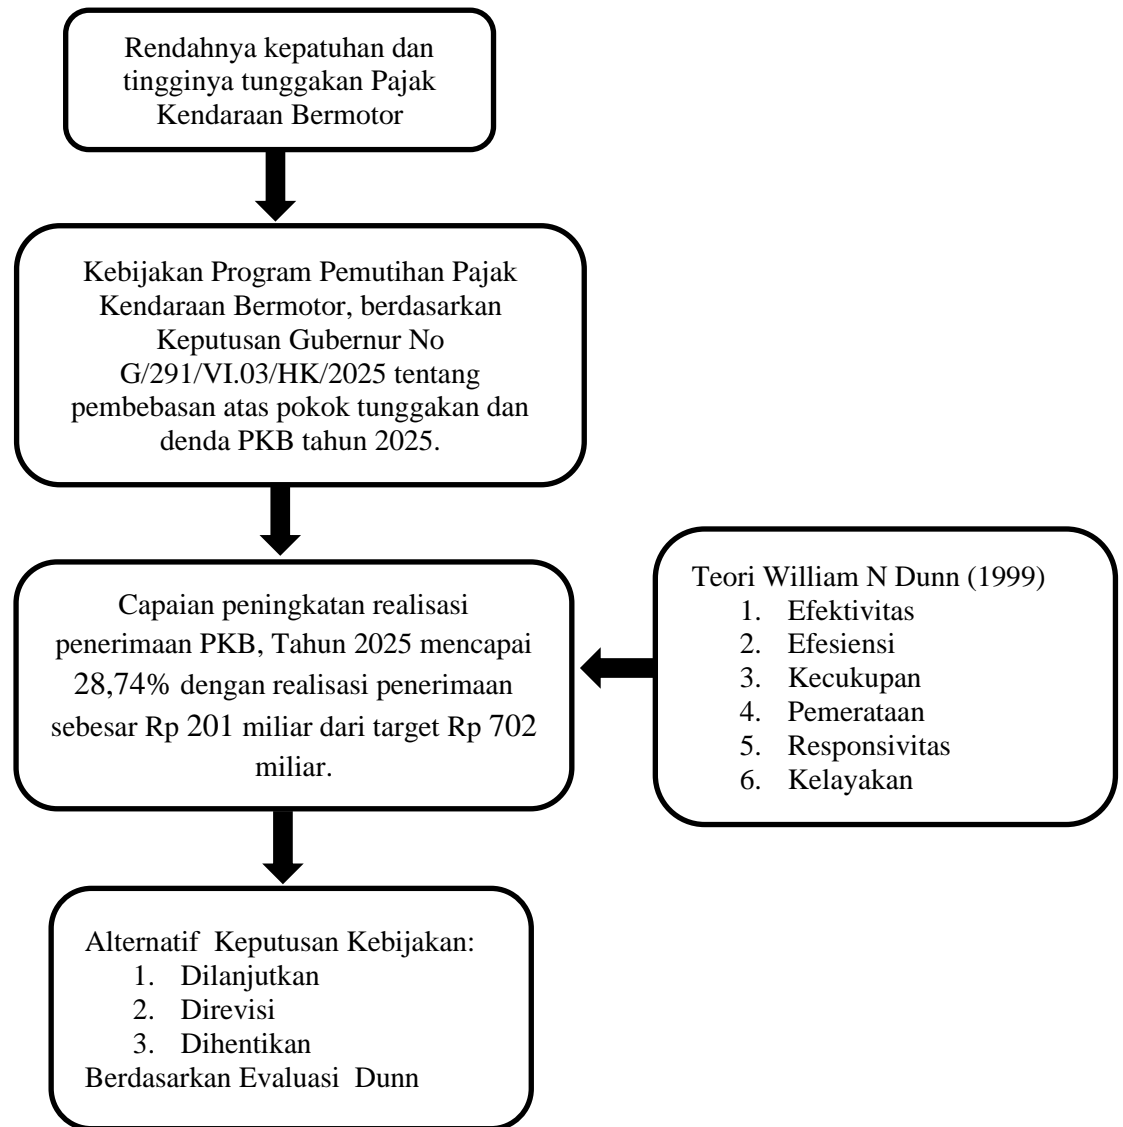 Rendahnya kepatuhan dan
tingginya tunggakan Pajak
Kendaraan Bermotor
Kebijakan Program Pemutihan Pajak
Kendaraan Bermotor, berdasarkan
Keputusan Gubernur No
G/291/VI.03/HK/2025 tentang
pembebasan atas pokok tunggakan dan
denda PKB tahun 2025.
Capaian peningkatan realisasi
penerimaan PKB, Tahun 2025 mencapai
28,74% dengan realisasi penerimaan
sebesar Rp 201 miliar dari target Rp 702
miliar.
Teori William N Dunn (1999)
1. Efektivitas
2. Efesiensi
3. Kecukupan
4. Pemerataan
5. Responsivitas
6. Kelayakan
Alternatif Keputusan Kebijakan:
1. Dilanjutkan
2. Direvisi
3. Dihentikan
Berdasarkan Evaluasi Dunn